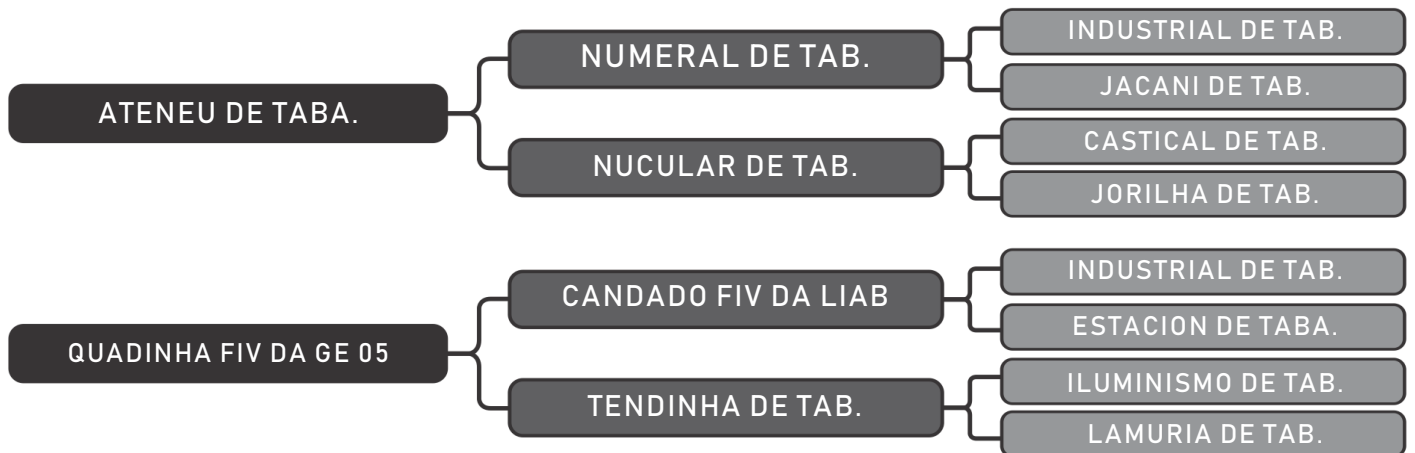 ATENEU DE TABA.
NUMERAL DE TAB.
INDUSTRIAL DE TAB.
JACANI DE TAB.
NUCULAR DE TAB.
CASTICAL DE TAB.
JORILHA DE TAB.
QUADINHA FIV DA GE 05
CANDADO FIV DA LIAB
INDUSTRIAL DE TAB.
ESTACION DE TABA.
TENDINHA DE TAB.
ILUMINISMO DE TAB.
LAMURIA DE TAB.